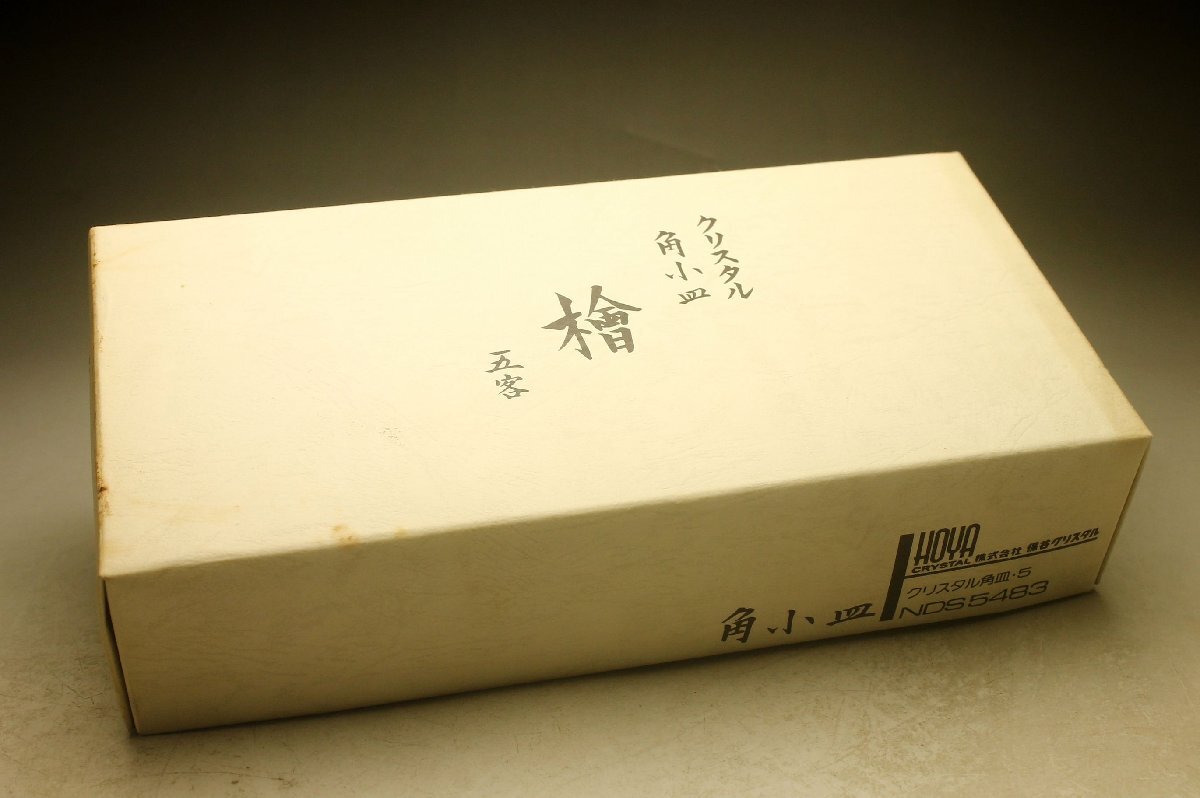 クリスタル
角小皿
檜
五客
角小皿
HOYA
CRYSTAL 株式会社 保谷クリスタル
クリスタル角皿・5
NDS5483